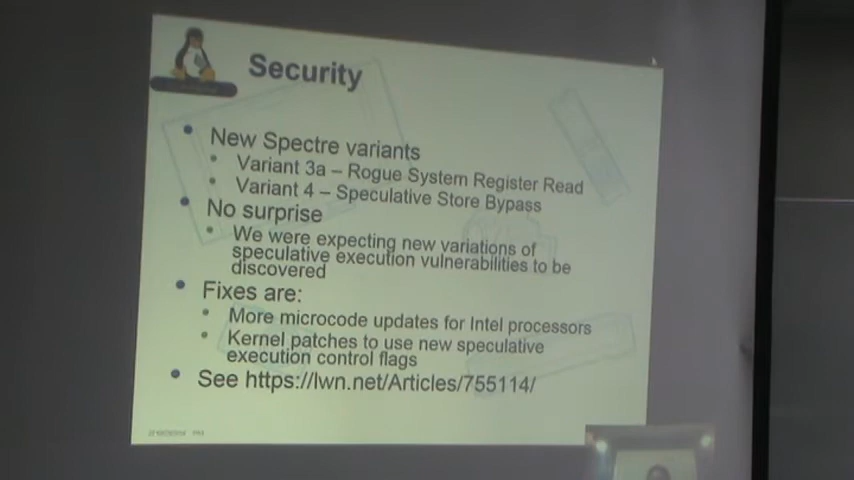 Security
• New Spectre variants
• Variant 3a – Rogue System Register Read
• Variant 4 – Speculative Store Bypass
• No surprise
• We were expecting new variations of
speculative execution vulnerabilities to be
discovered
• Fixes are:
• More microcode updates for Intel processors
• Kernel patches to use new speculative
execution control flags
• See https://lwn.net/Articles/755114/